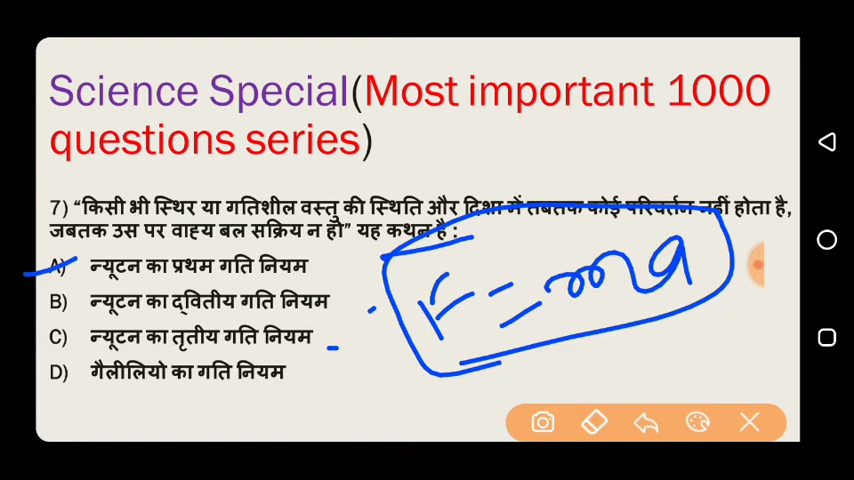 Science Special(Most important 1000
questions series)
7) “किसी भी स्थिर या गतिशील वस्तु की स्थिति और दिशा में तबतक कोई परिवर्तन नहीं होता है,
जबतक उस पर वाह्य बल सक्रिय न हो” यह कथन है :
A) न्यूटन का प्रथम गति नियम
B) न्यूटन का द्वितीय गति नियम
C) न्यूटन का तृतीय गति नियम
D) गैलीलियो का गति नियम
F=ma